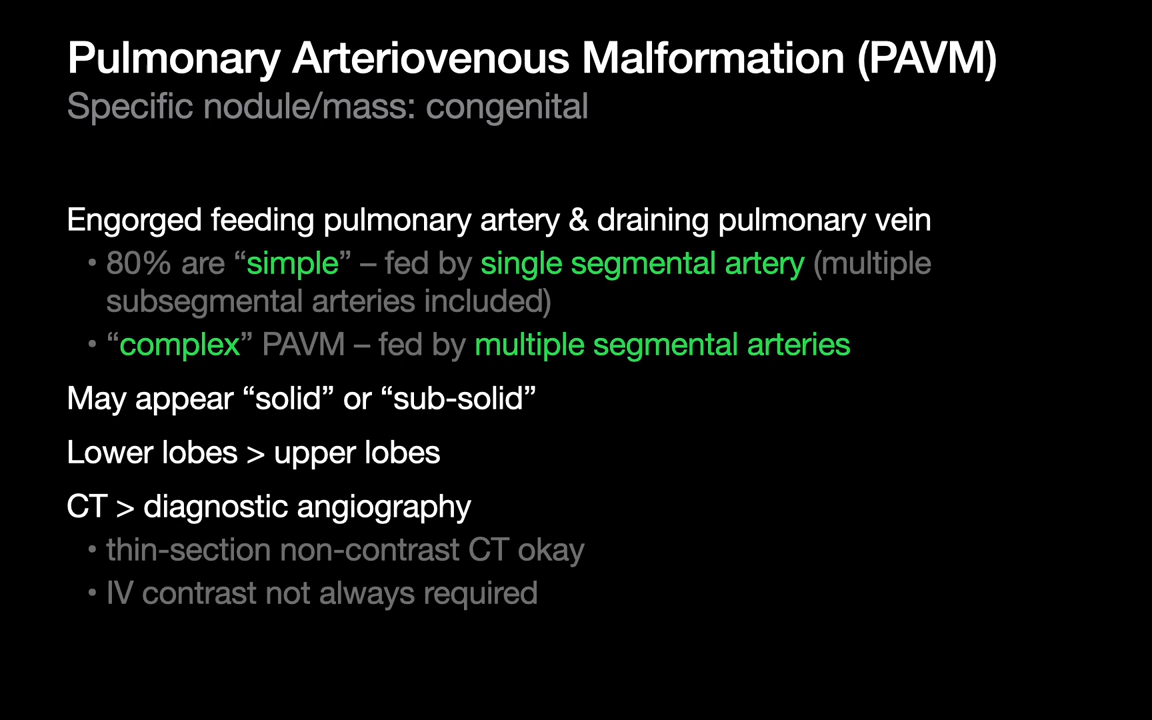 Pulmonary Arteriovenous Malformation (PAVM)
Specific nodule/mass: congenital
Engorged feeding pulmonary artery & draining pulmonary vein
• 80% are “simple” – fed by single segmental artery (multiple
subsegmental arteries included)
• “complex” PAVM – fed by multiple segmental arteries
May appear “solid” or “sub-solid”
Lower lobes > upper lobes
CT > diagnostic angiography
• thin-section non-contrast CT okay
• IV contrast not always required